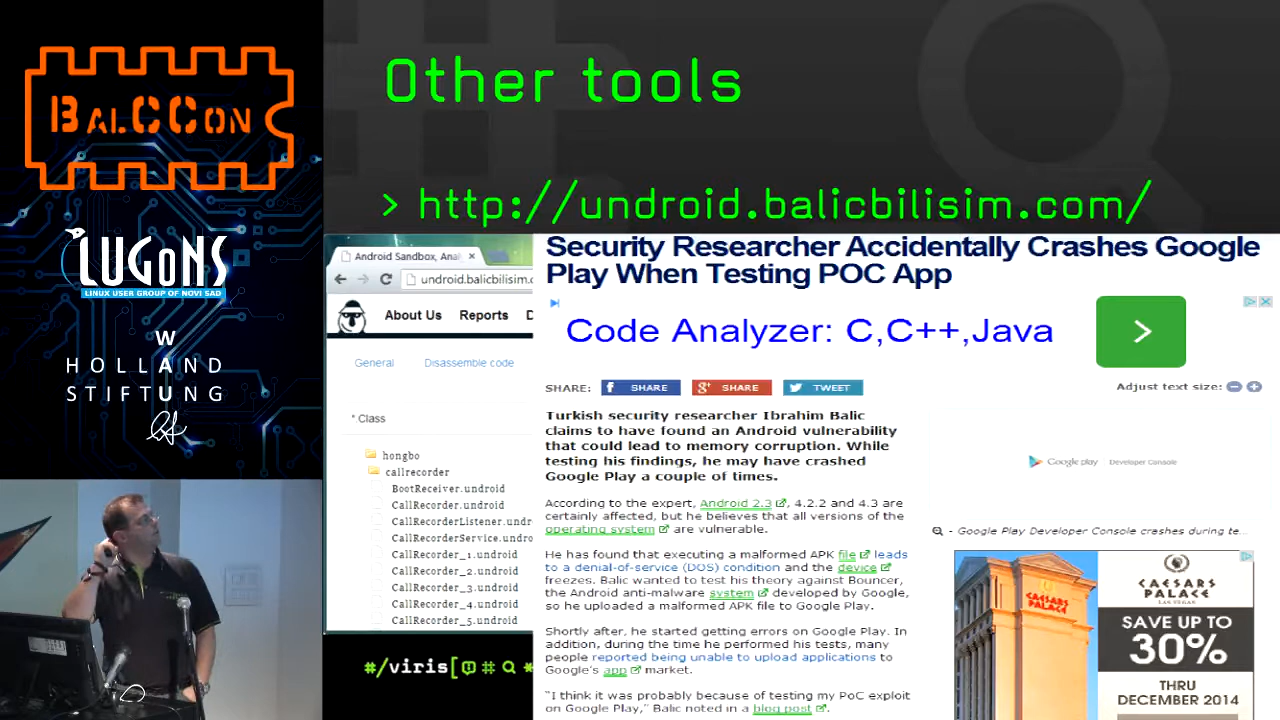 BalCCon
LUGoNS
LINUX USER GROUP OF NOVI SAD
W
HOLLAND
STIFTUNG
U
Other tools
> http://undroid.balicbilisim.com/
Android Sandbox, Anal
undroid.balicbilisim.c
About Us Reports D
General Disassemble code
* Class
hongbo
callrecorder
BootReceiver.undroid
CallRecorder.undroid
CallRecorderListener.undr
CallRecorderService.undro
CallRecorder_1.undroid
CallRecorder_2.undroid
CallRecorder_3.undroid
CallRecorder_4.undroid
CallRecorder_5.undroid
#/viris[
Security Researcher Accidentally Crashes Google
Play When Testing POC App
Code Analyzer: C,C++,Java
SHARE: f SHARE g+ SHARE TWEET
Adjust text size:
Turkish security researcher Ibrahim Balic
claims to have found an Android vulnerability
that could lead to memory corruption. While
testing his findings, he may have crashed
Google Play a couple of times.
According to the expert, Android 2.3, 4.2.2 and 4.3 are
certainly affected, but he believes that all versions of the
operating system are vulnerable.
He has found that executing a malformed APK file leads
to a denial-of-service (DOS) condition and the device
freezes. Balic wanted to test his theory against Bouncer,
the Android anti-malware system developed by Google,
so he uploaded a malformed APK file to Google Play.
Shortly after, he started getting errors on Google Play. In
addition, during the time he performed his tests, many
people reported being unable to upload applications to
Google's app market.
"I think it was probably because of testing my PoC exploit
on Google Play," Balic noted in a blog post.
Google play Developer Console
- Google Play Developer Console crashes during te...
CAESARS PALACE
CAESARS
PALACE
LAS VEGAS
SAVE UP TO
30%
THRU
DECEMBER 2014